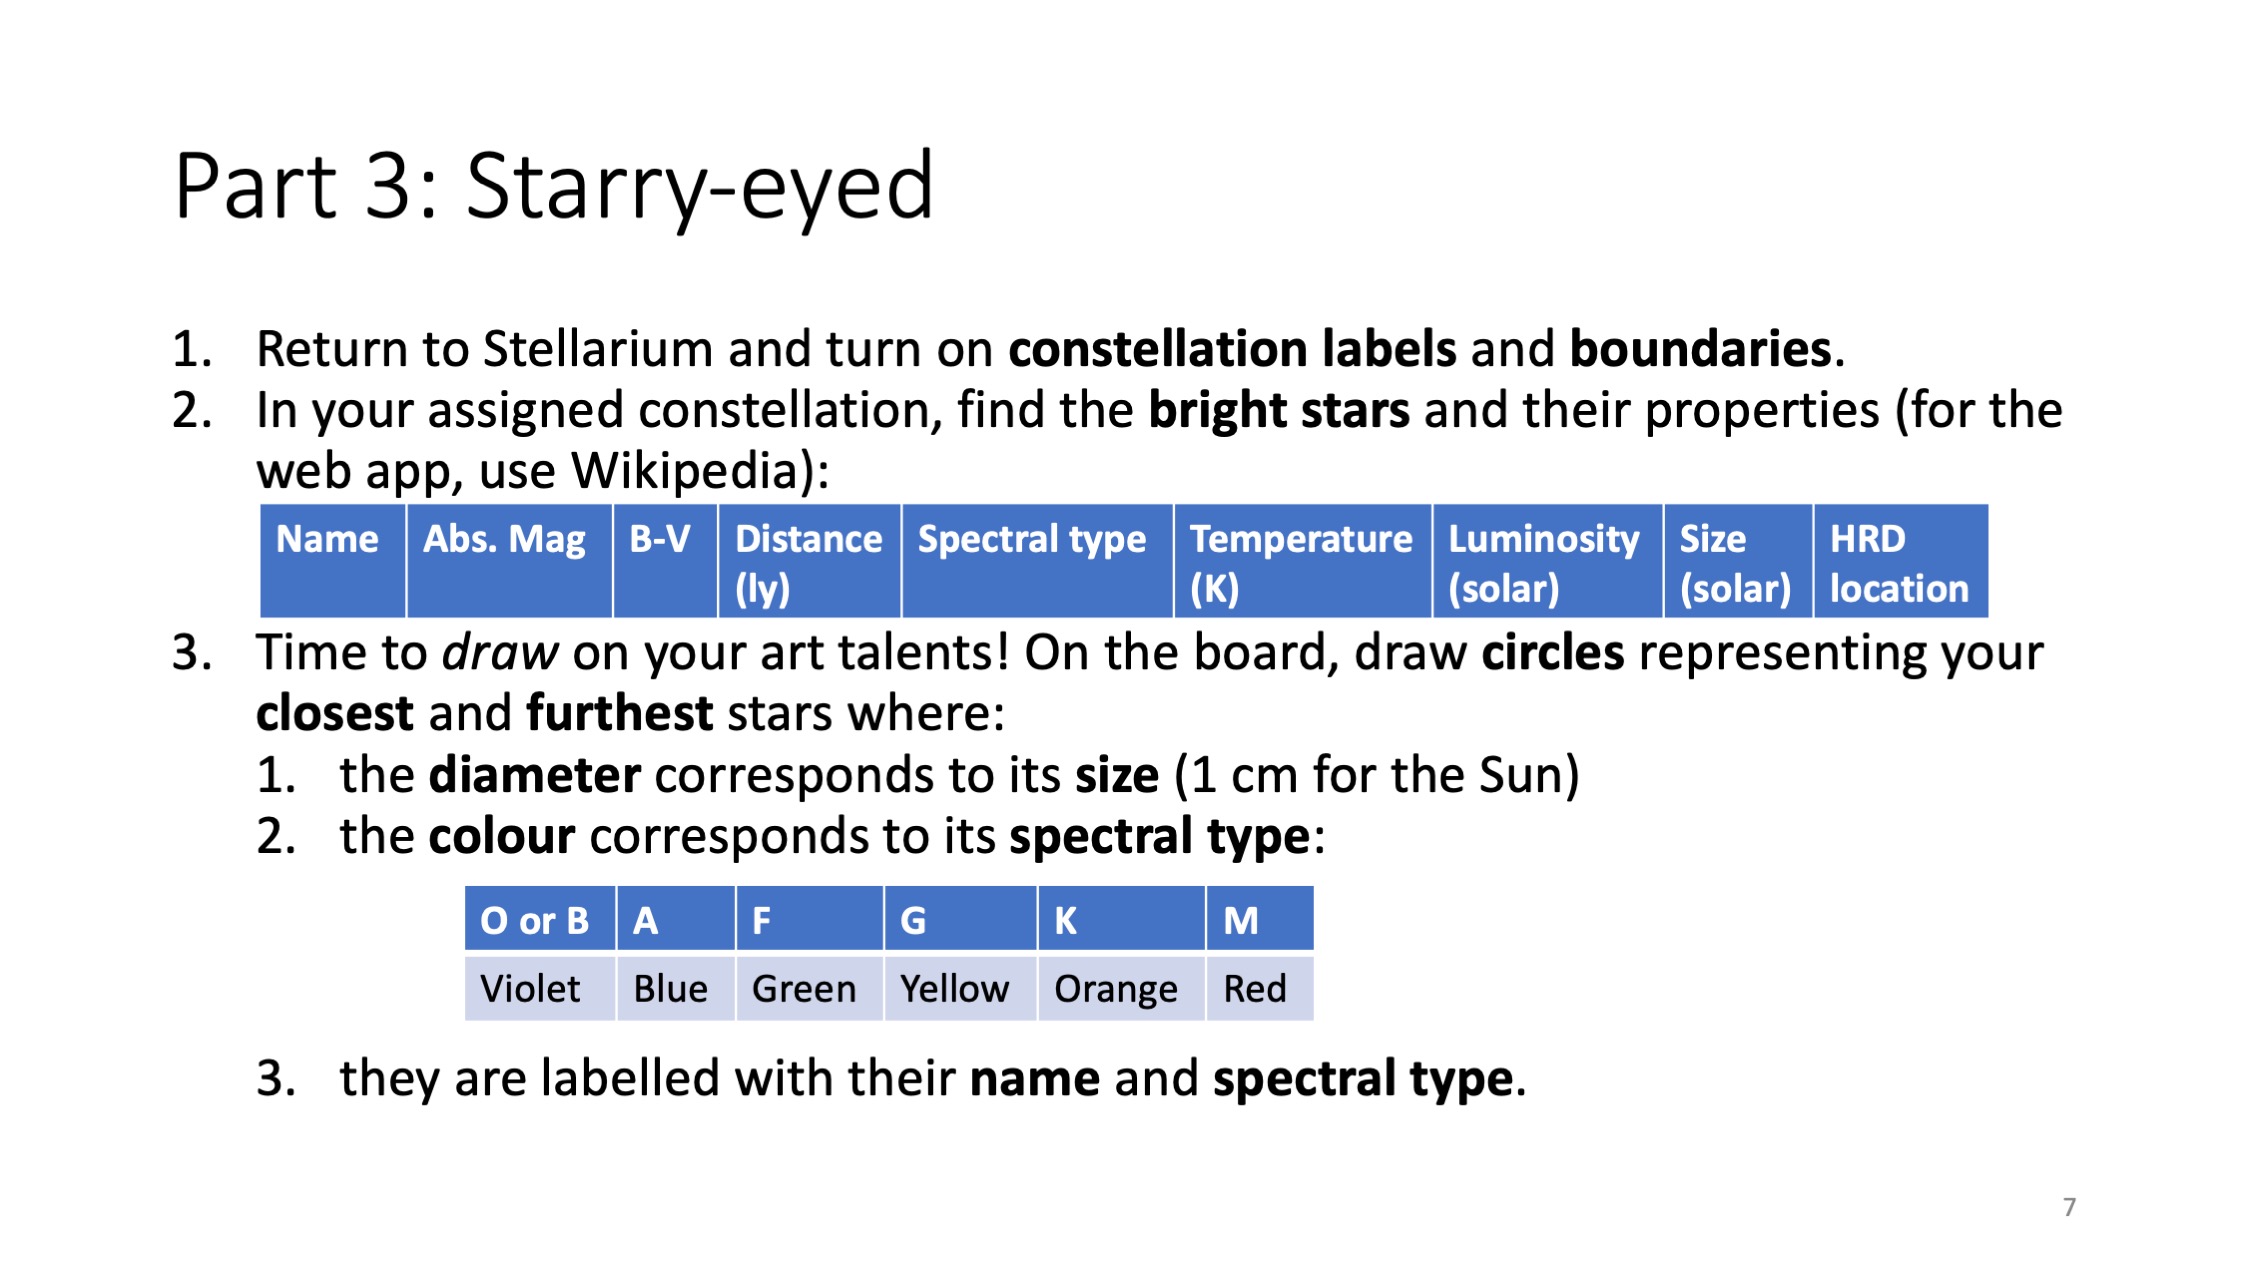 Part 3: Starry-eyed
1. Return to Stellarium and turn on constellation labels and boundaries.
2. In your assigned constellation, find the bright stars and their properties (for the
web app, use Wikipedia):
Name Abs. Mag B-V Distance (ly) Spectral type Temperature (K) Luminosity (solar) Size (solar) HRD location
3. Time to draw on your art talents! On the board, draw circles representing your
closest and furthest stars where:
1. the diameter corresponds to its size (1 cm for the Sun)
2. the colour corresponds to its spectral type:
O or B A F G K M
Violet Blue Green Yellow Orange Red
3. they are labelled with their name and spectral type.
7